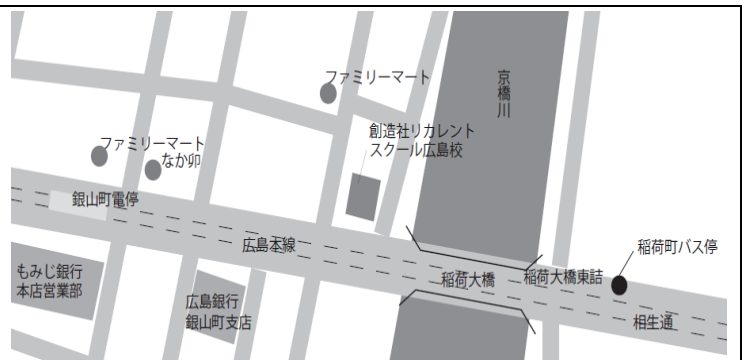 ファミリーマート
京橋川
創造社リカレント
スクール広島校
ファミリーマート
なか卯
銀山町電停
広島本線
稲荷町バス停
もみじ銀行
本店営業部
稲荷大橋
稲荷大橋東詰
広島銀行
銀山町支店
相生通